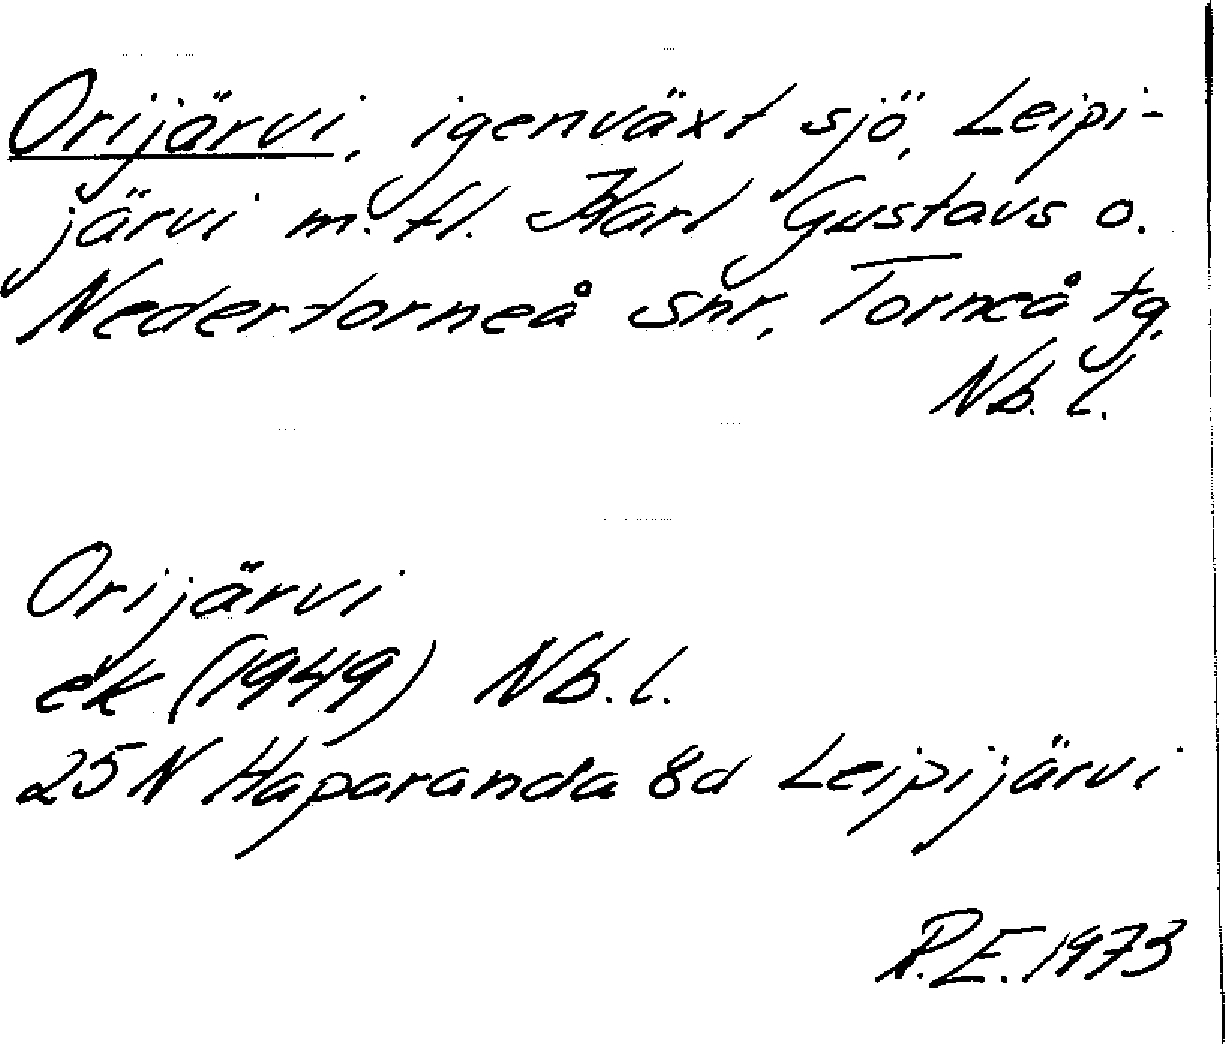 Orijärvi, igenväxt sjö, Leipi-
järvi m.fl. Karl Gustavs o.
Nedertorneå snr, Torneå tg,
Nb. l.
Orijärvi
ek (1949) Nb. l.
25 N Haparanda 8d Leipijärvi
R.E. 1973